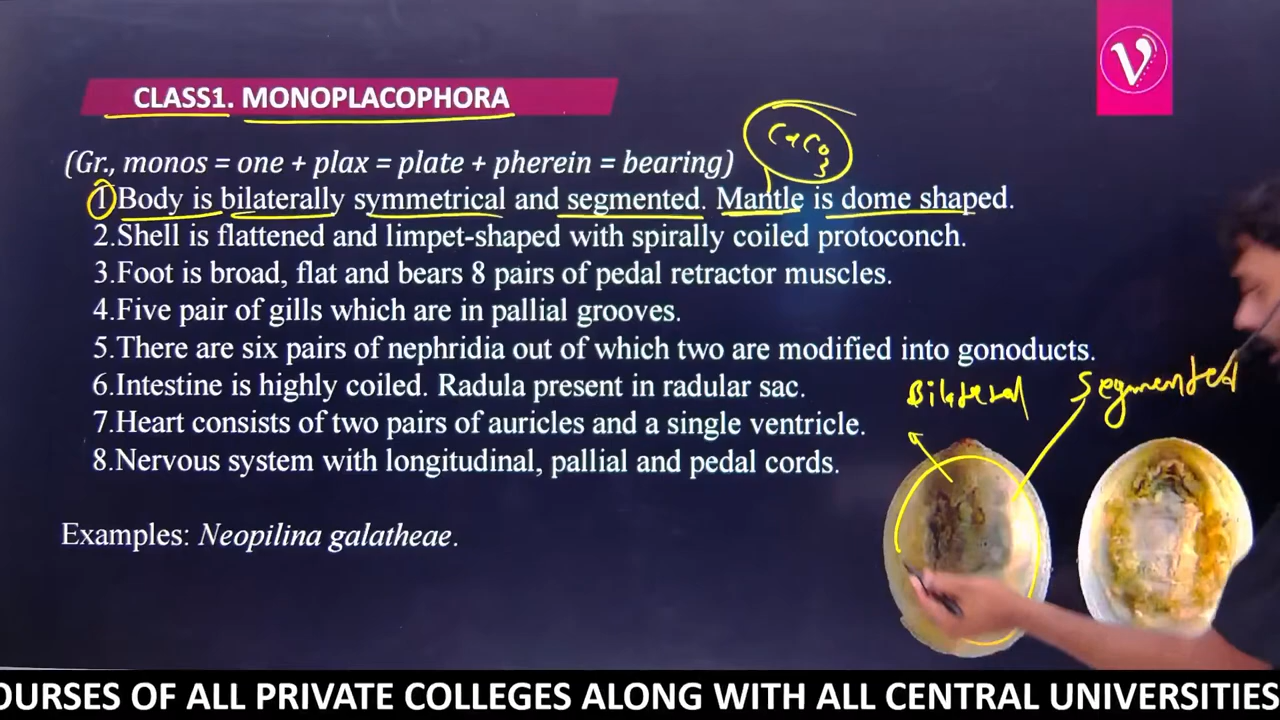 CLASS1. MONOPLACOPHORA
(Gr., monos = one + plax = plate + pherein = bearing)
CaCO3
1.Body is bilaterally symmetrical and segmented. Mantle is dome shaped.
2.Shell is flattened and limpet-shaped with spirally coiled protoconch.
3.Foot is broad, flat and bears 8 pairs of pedal retractor muscles.
4.Five pair of gills which are in pallial grooves.
5.There are six pairs of nephridia out of which two are modified into gonoducts.
6.Intestine is highly coiled. Radula present in radular sac.
Bilateral
Segmented
7.Heart consists of two pairs of auricles and a single ventricle.
8.Nervous system with longitudinal, pallial and pedal cords.
Examples: Neopilina galatheae.
OURSES OF ALL PRIVATE COLLEGES ALONG WITH ALL CENTRAL UNIVERSITIES
V